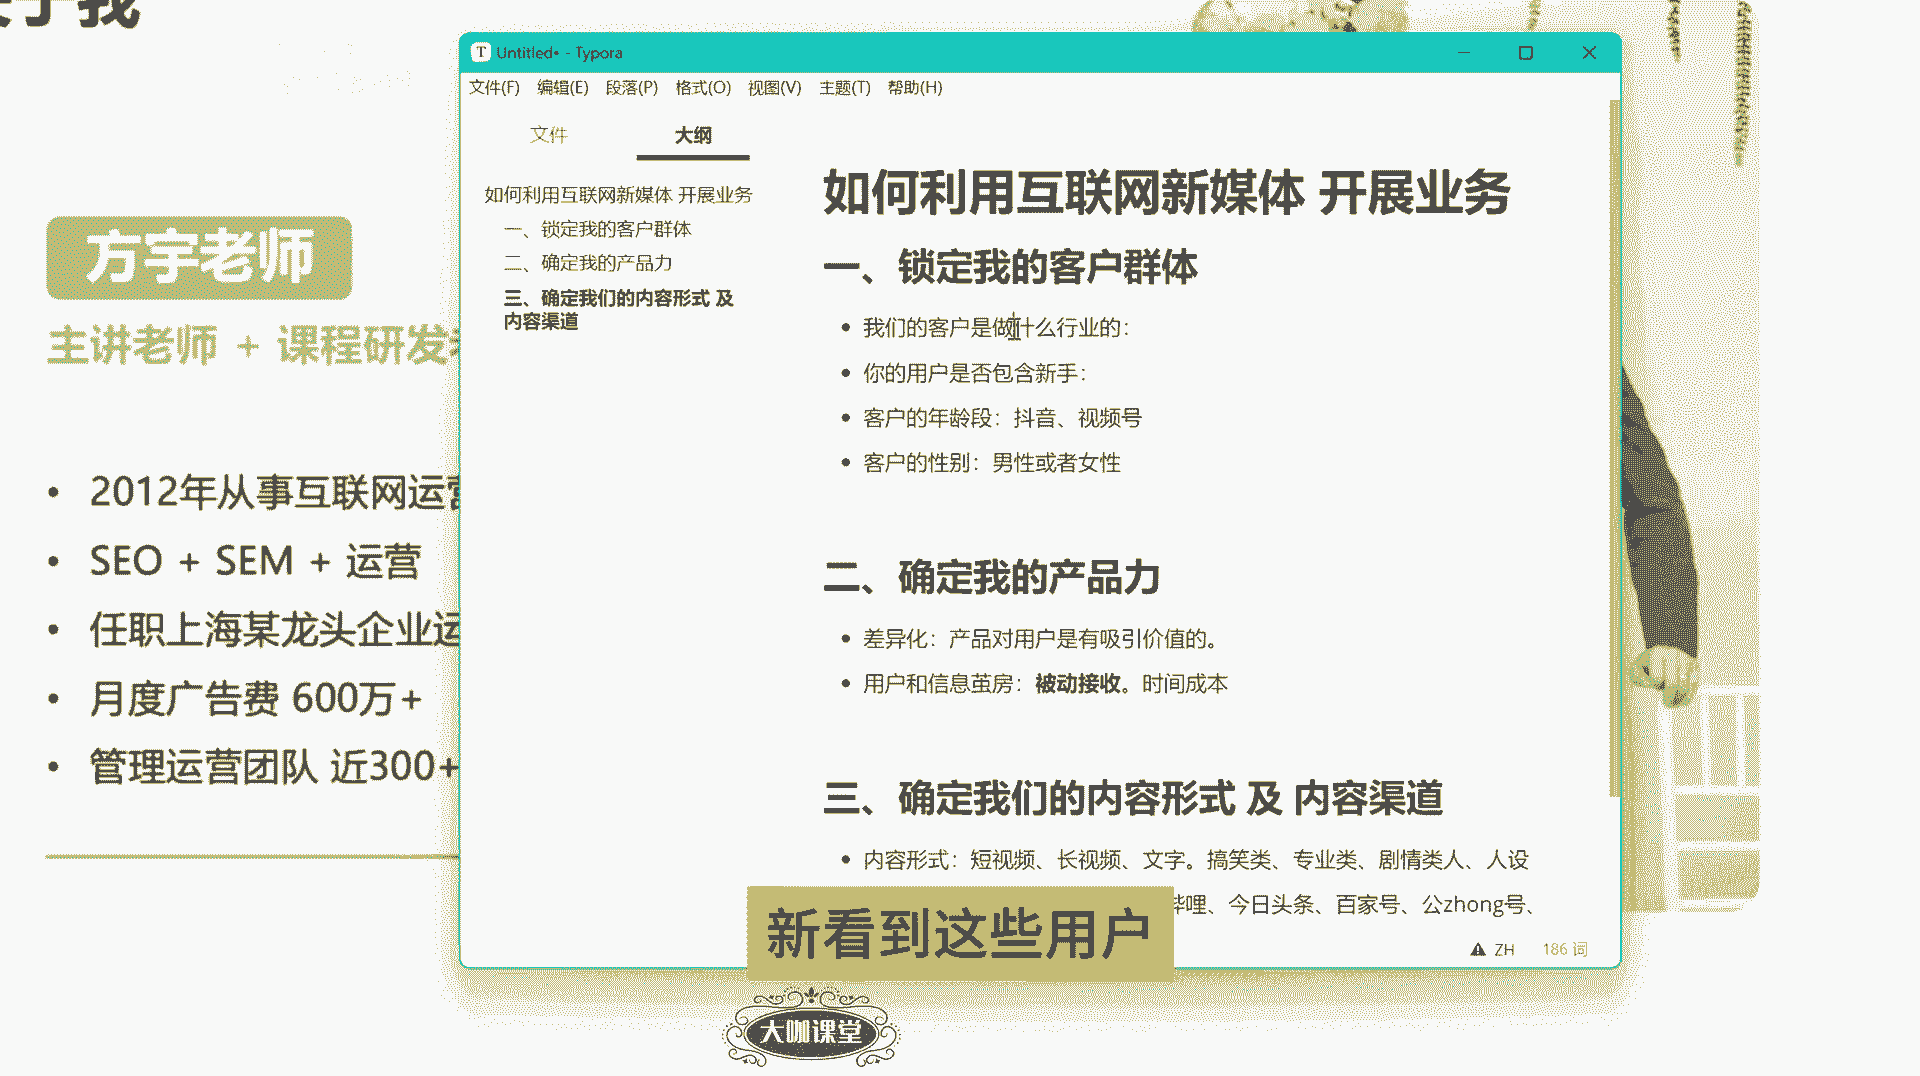 于我
方宇老师
主讲老师 + 课程研发
2012年从事互联网运营
SEO + SEM + 运营
任职上海某龙头企业运
月度广告费 600万+
管理运营团队 近300+
Untitled• - Typora
文件(F) 编辑(E) 段落(P) 格式(O) 视图(V) 主题(T) 帮助(H)
文件 大纲
如何利用互联网新媒体 开展业务
一、锁定我的客户群体
二、确定我的产品力
三、确定我们的内容形式 及
内容渠道
如何利用互联网新媒体 开展业务
一、锁定我的客户群体
我们的客户是做什么行业的：
你的用户是否包含新手：
客户的年龄段：抖音、视频号
客户的性别：男性或者女性
二、确定我的产品力
差异化：产品对用户是有吸引价值的。
用户和信息茧房：被动接收。时间成本
三、确定我们的内容形式 及 内容渠道
内容形式：短视频、长视频、文字。搞笑类、专业类、剧情类人、人设
哔哩、今日头条、百家号、公zhong号、
新看到这些用户
ZH 186 词
大咖课堂